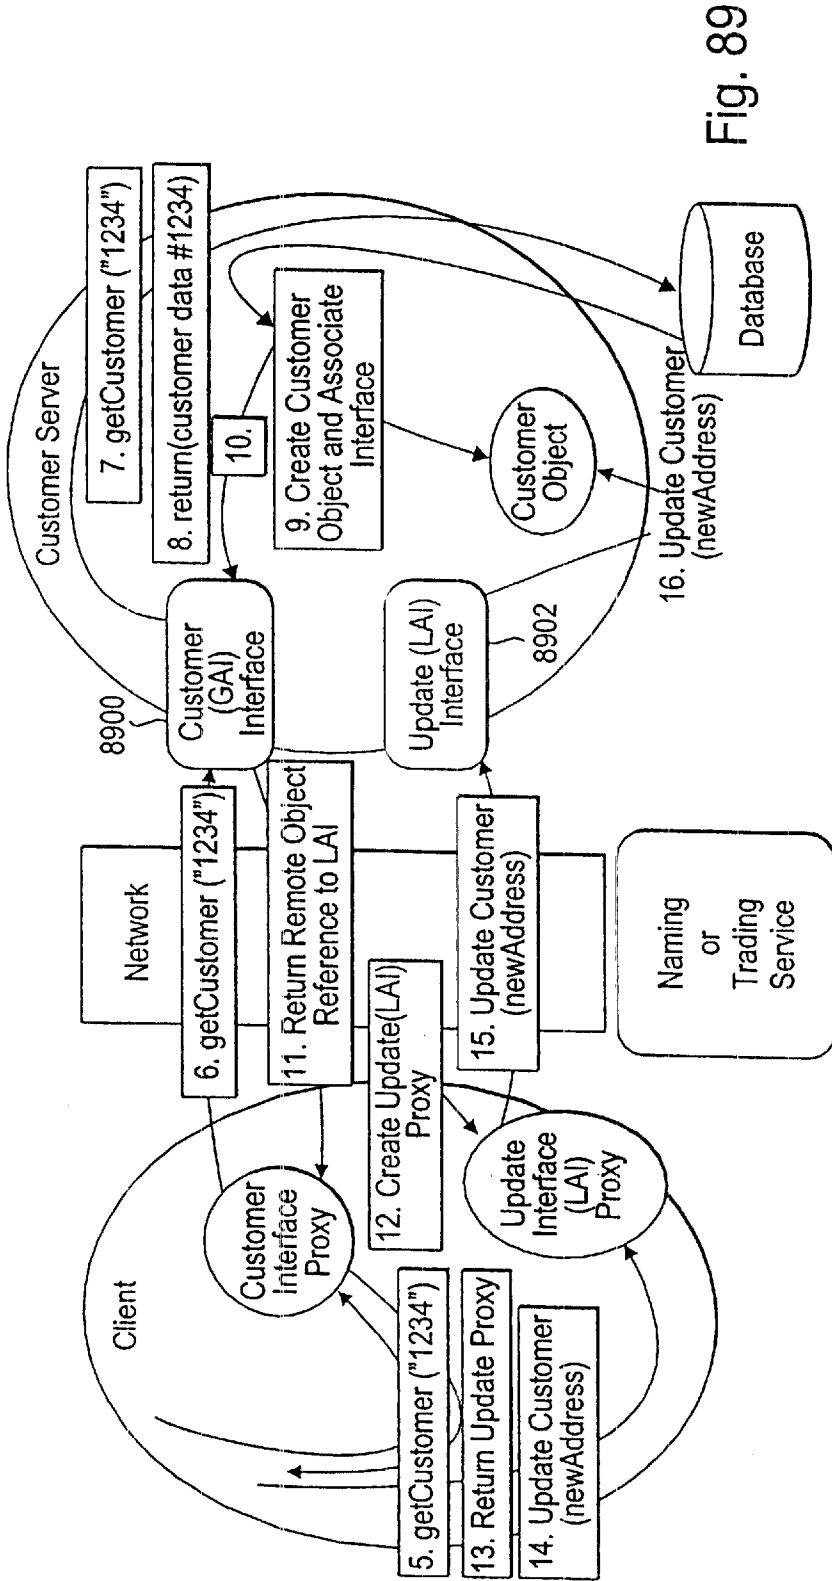 Client
Customer
Interface
Proxy
5. getCustomer ("1234")
13. Return Update Proxy
14. Update Customer
(newAddress)
12. Create Update(LAI)
Proxy
Update
Interface
(LAI)
Proxy
Network
6. getCustomer ("1234")
11. Return Remote Object
Reference to LAI
15. Update Customer
(newAddress)
Naming
or
Trading
Service
8900
Customer
(GAI)
Interface
Update (LAI)
Interface
8902
Customer Server
7. getCustomer ("1234")
8. return(customer data #1234)
10.
9. Create Customer
Object and Associate
Interface
Customer
Object
16. Update Customer
(newAddress)
Database
Fig. 89